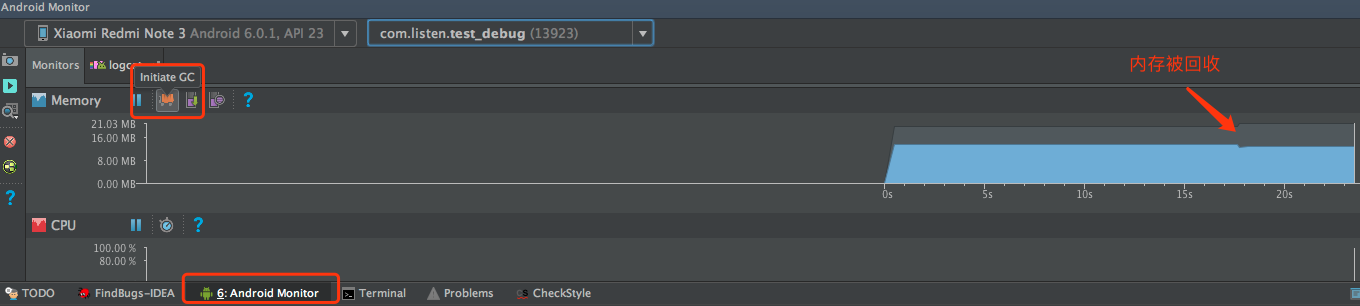 Android Monitor
Xiaomi Redmi Note 3 Android 6.0.1, API 23
com.listen.test_debug (13923)
Monitors
Initiate GC
内存被回收
Memory
?
21.03 MB
16.00 MB
8.00 MB
0.00 MB
0s 5s 10s 15s 20s
?
CPU
?
100.00 %
80.00 %
TODO FindBugs-IDEA 6: Android Monitor Terminal Problems CS CheckStyle